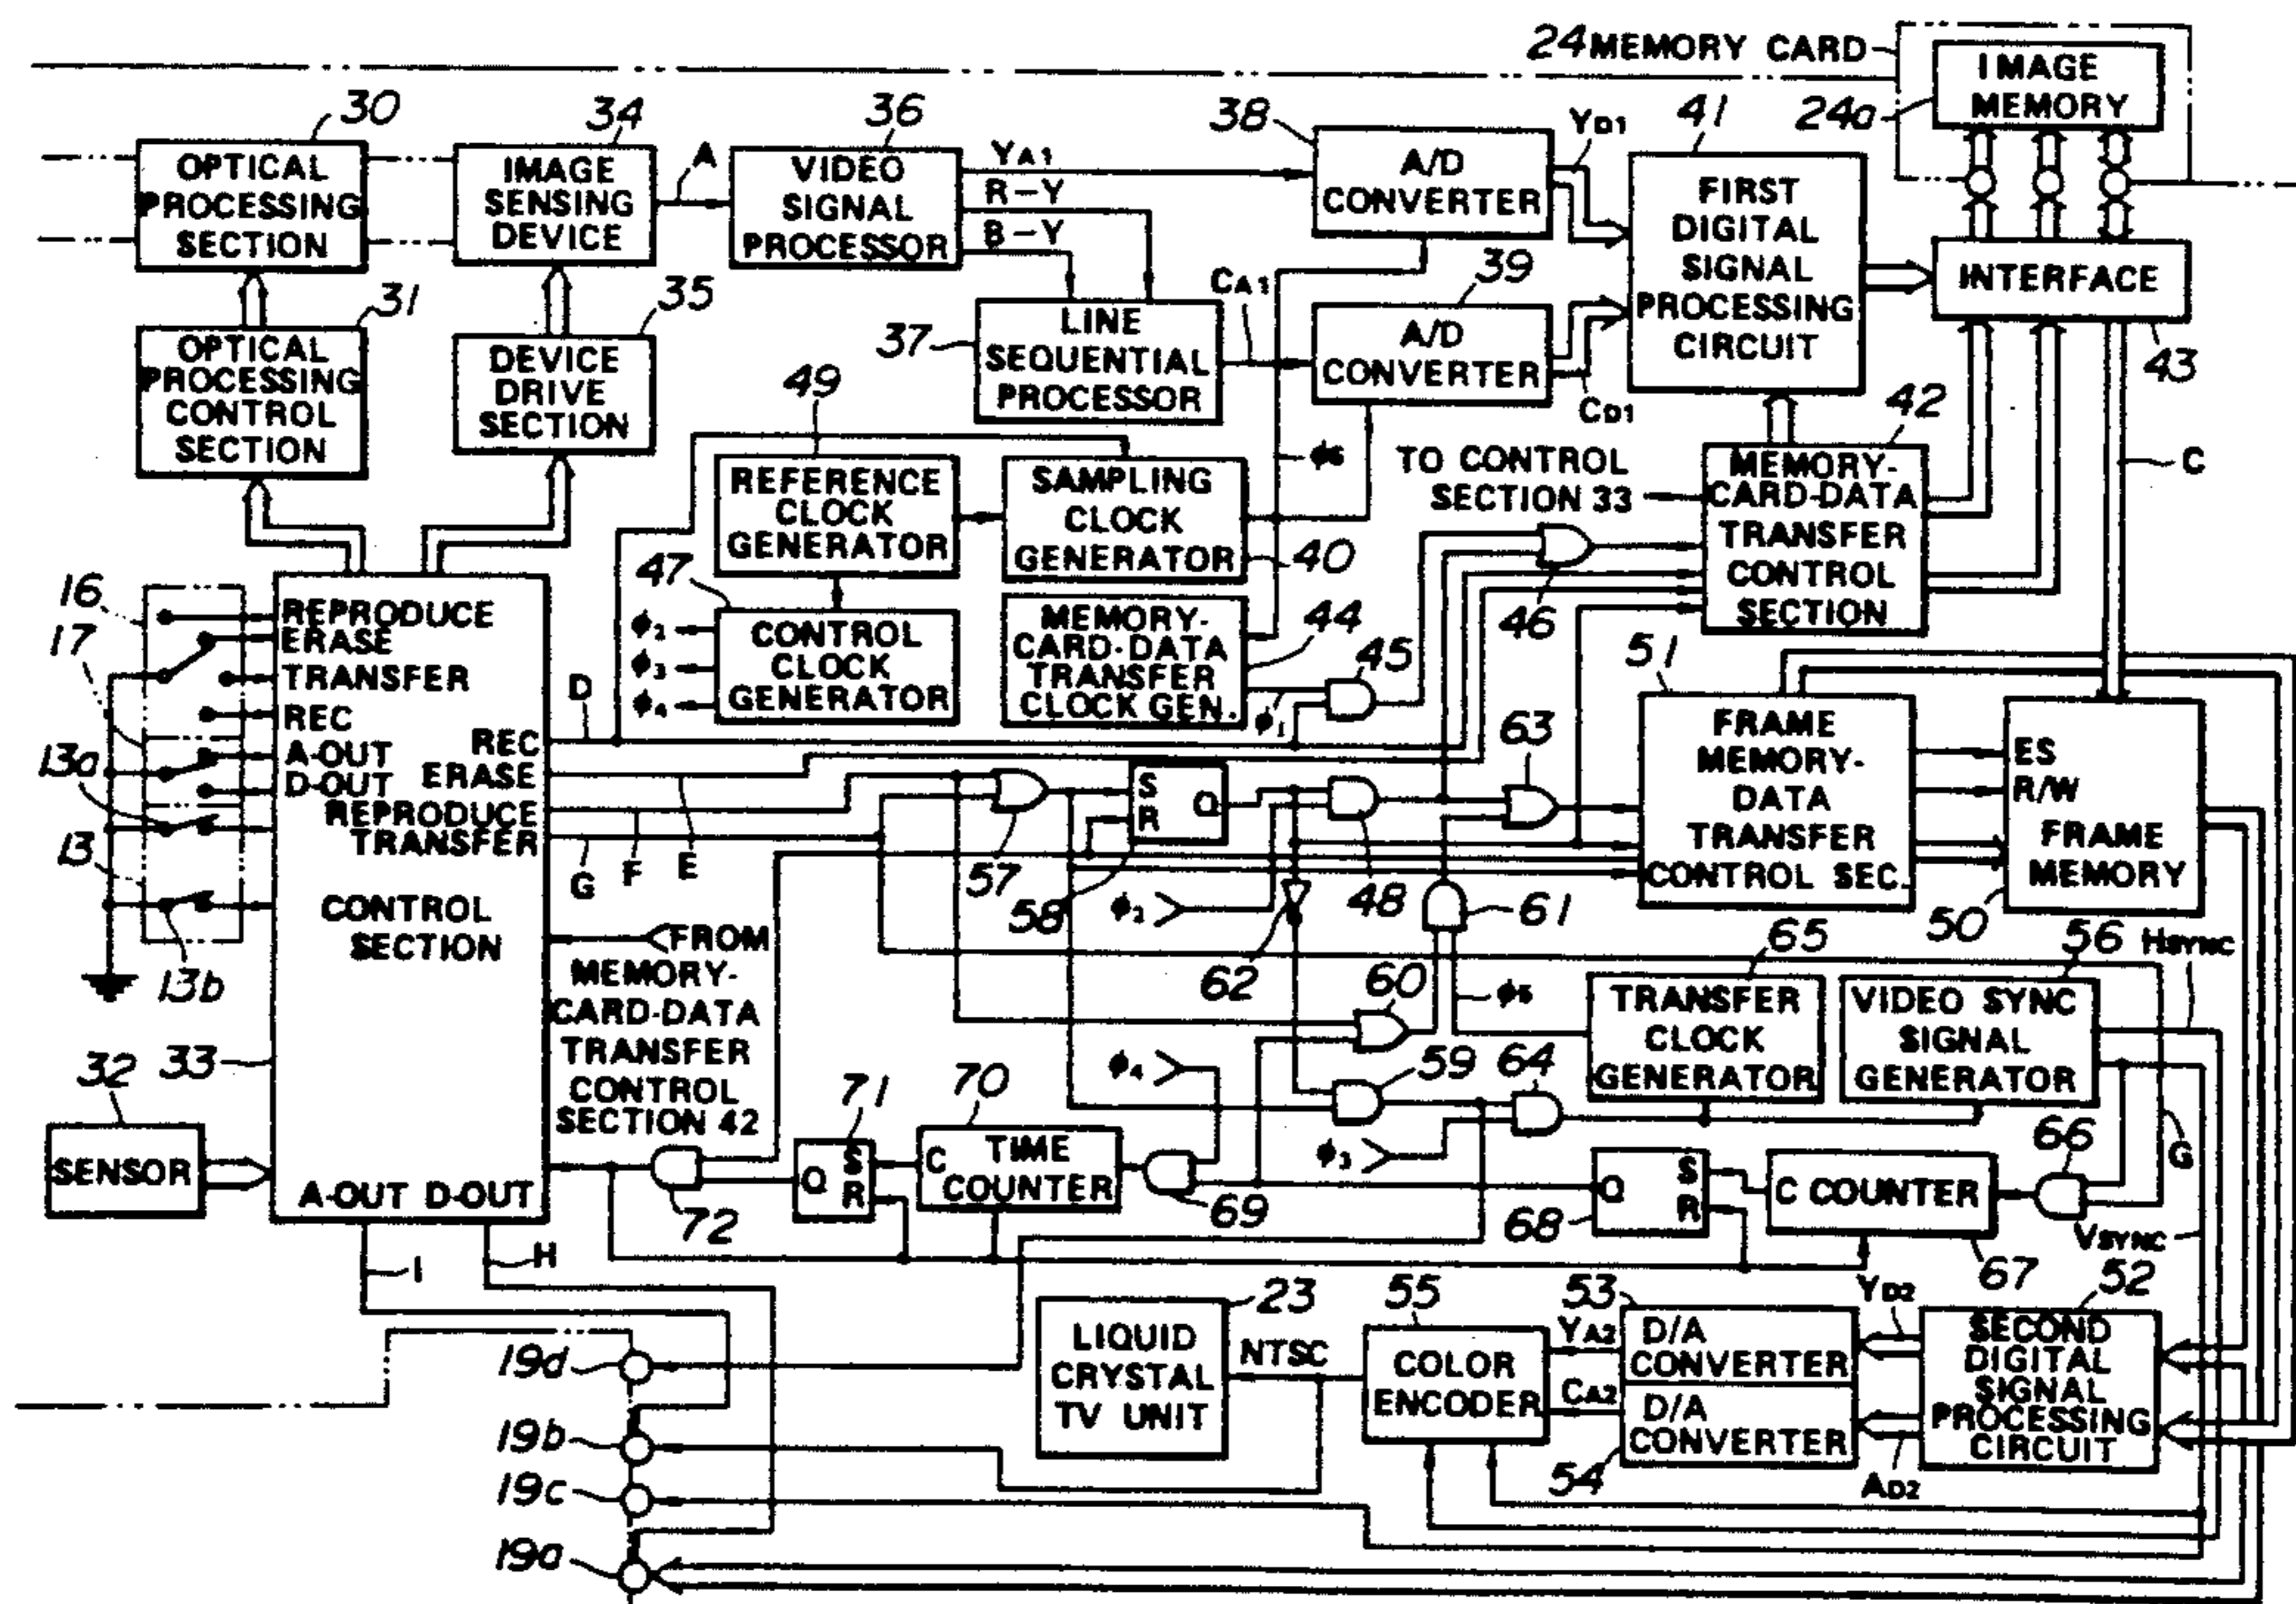 24 MEMORY CARD
IMAGE
MEMORY
24a
30
OPTICAL
PROCESSING
SECTION
34
IMAGE
SENSING
DEVICE
A
36
VIDEO
SIGNAL
PROCESSOR
YA1
R-Y
B-Y
38
A/D
CONVERTER
YD1
41
FIRST
DIGITAL
SIGNAL
PROCESSING
CIRCUIT
INTERFACE
43
31
OPTICAL
PROCESSING
CONTROL
SECTION
35
DEVICE
DRIVE
SECTION
37
LINE
SEQUENTIAL
PROCESSOR
CA1
39
A/D
CONVERTER
CD1
49
REFERENCE
CLOCK
GENERATOR
SAMPLING
CLOCK
GENERATOR
40
TO CONTROL
SECTION 33
42
MEMORY-
CARD-DATA
TRANSFER
CONTROL
SECTION
C
47
CONTROL
CLOCK
GENERATOR
ϕ2
ϕ3
ϕ4
MEMORY-
CARD-DATA
TRANSFER
CLOCK GEN.
44
ϕ1
45
46
16
17
13a
13
13b
REPRODUCE
ERASE
TRANSFER
REC
A-OUT
D-OUT
REC
ERASE
REPRODUCE
TRANSFER
CONTROL
SECTION
D
G
F
E
57
S
R
Q
58
ϕ2
48
62
63
61
51
FRAME
MEMORY-
DATA
TRANSFER
CONTROL SEC.
ES
R/W
FRAME
MEMORY
50
FROM
MEMORY-
CARD-DATA
TRANSFER
CONTROL
SECTION 42
60
65
TRANSFER
CLOCK
GENERATOR
56
VIDEO SYNC
SIGNAL
GENERATOR
HSYNC
32
SENSOR
33
A-OUT D-OUT
72
71
S
R
Q
70
C TIME
COUNTER
ϕ4
69
59
64
ϕ3
68
Q
S
R
C COUNTER
67
66
G
VSYNC
I
H
23
LIQUID
CRYSTAL
TV UNIT
NTSC
55
COLOR
ENCODER
YA2
CA2
53
D/A
CONVERTER
D/A
CONVERTER
54
YD2
AD2
52
SECOND
DIGITAL
SIGNAL
PROCESSING
CIRCUIT
19d
19b
19c
19a